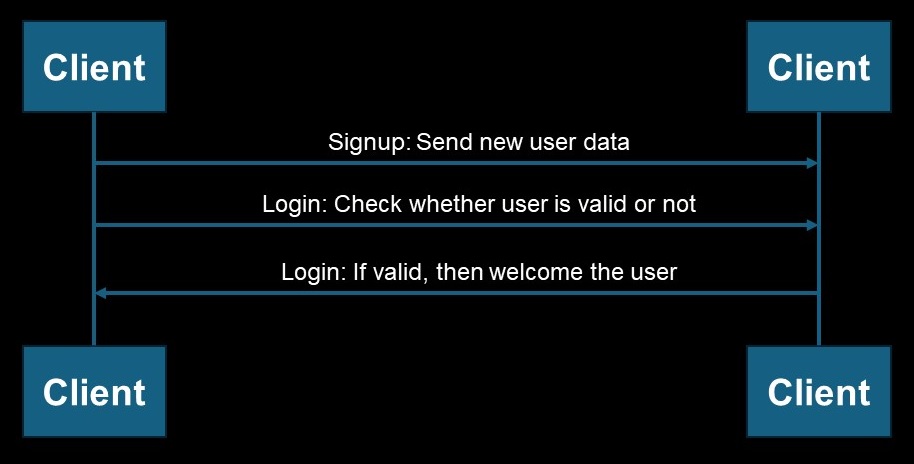 Client
Client
Signup: Send new user data
Login: Check whether user is valid or not
Login: If valid, then welcome the user
Client
Client